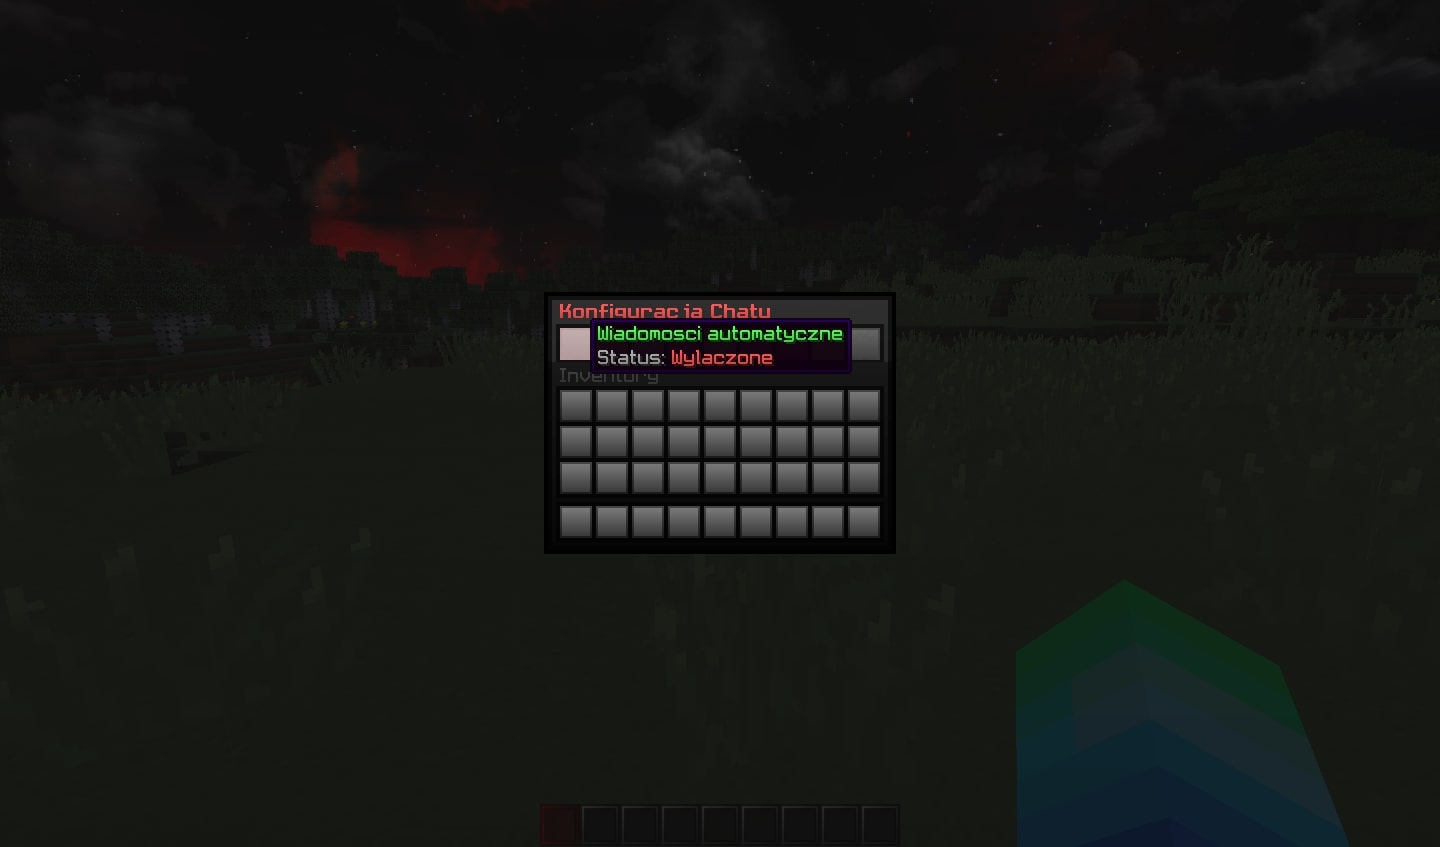 Konfiguracja Chatu
Wiadomosci automatyczne
Status: Wylaczone
Inventory